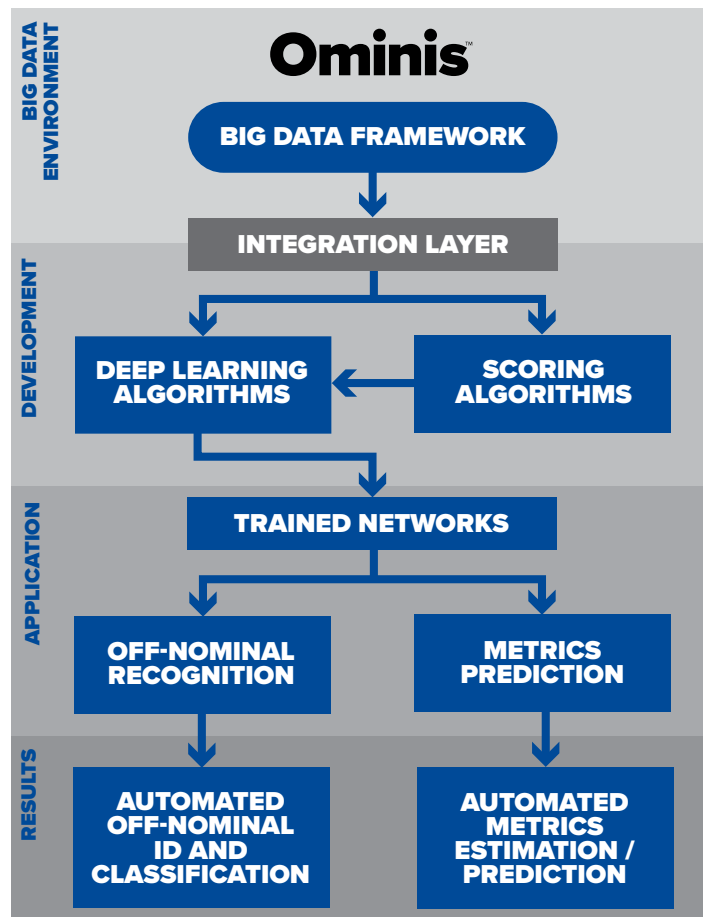 BIG DATA
ENVIRONMENT
Ominis™
BIG DATA FRAMEWORK
INTEGRATION LAYER
DEVELOPMENT
DEEP LEARNING
ALGORITHMS
SCORING
ALGORITHMS
APPLICATION
TRAINED NETWORKS
OFF-NOMINAL
RECOGNITION
METRICS
PREDICTION
RESULTS
AUTOMATED
OFF-NOMINAL
ID AND
CLASSIFICATION
AUTOMATED
METRICS
ESTIMATION /
PREDICTION